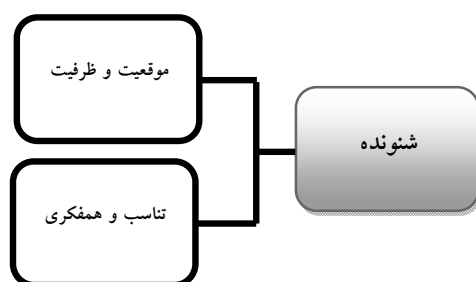 شنونده
موقعیت و ظرفیت
تناسب و همفکری